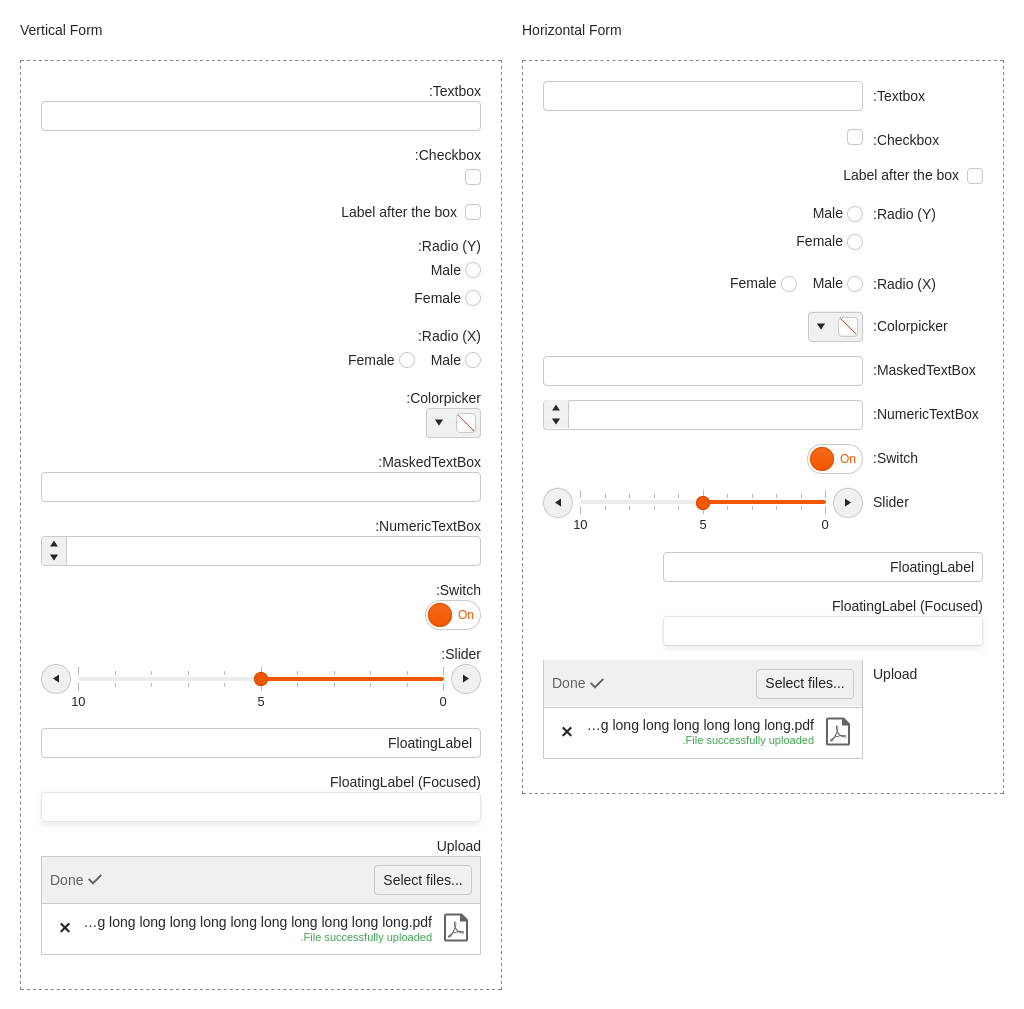 Vertical Form
:Textbox
:Checkbox
Label after the box
:Radio (Y)
Male
Female
:Radio (X)
Female Male
:Colorpicker
:MaskedTextBox
:NumericTextBox
:Switch
On
:Slider
10 5 0
FloatingLabel
FloatingLabel (Focused)
Upload
Done Select files...
...g long long long long long long long long long long.pdf
.File successfully uploaded
Horizontal Form
:Textbox
:Checkbox
Label after the box
Male :Radio (Y)
Female
Female Male :Radio (X)
:Colorpicker
:MaskedTextBox
:NumericTextBox
On :Switch
Slider
10 5 0
FloatingLabel
FloatingLabel (Focused)
Upload
Done Select files...
...g long long long long long long.pdf
.File successfully uploaded